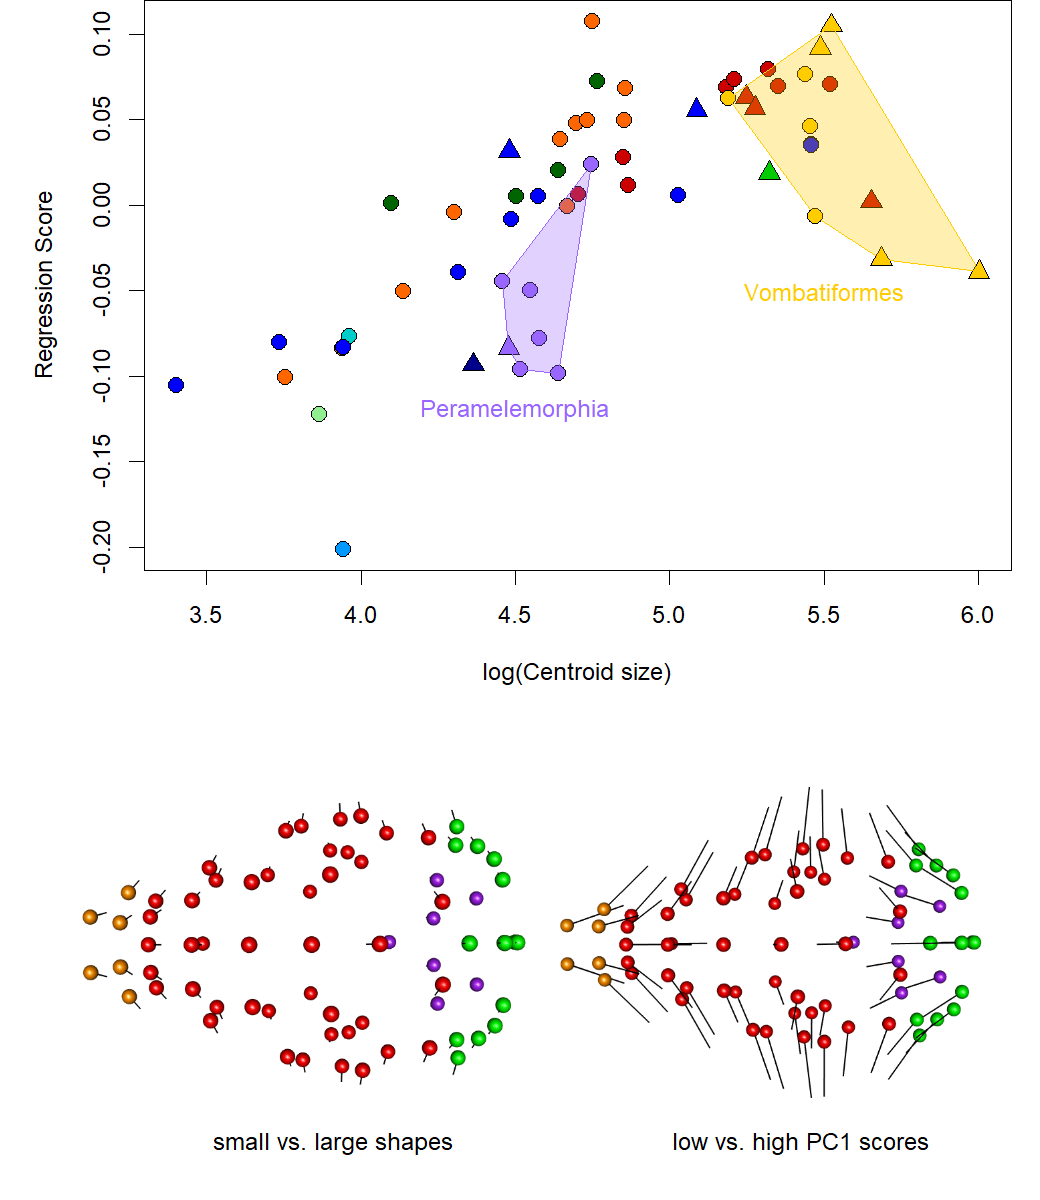 0.10
0.05
0.00
-0.05
-0.10
-0.15
-0.20
Regression Score
Vombatiformes
Peramelemorphia
3.5 4.0 4.5 5.0 5.5 6.0
log(Centroid size)
small vs. large shapes
low vs. high PC1 scores